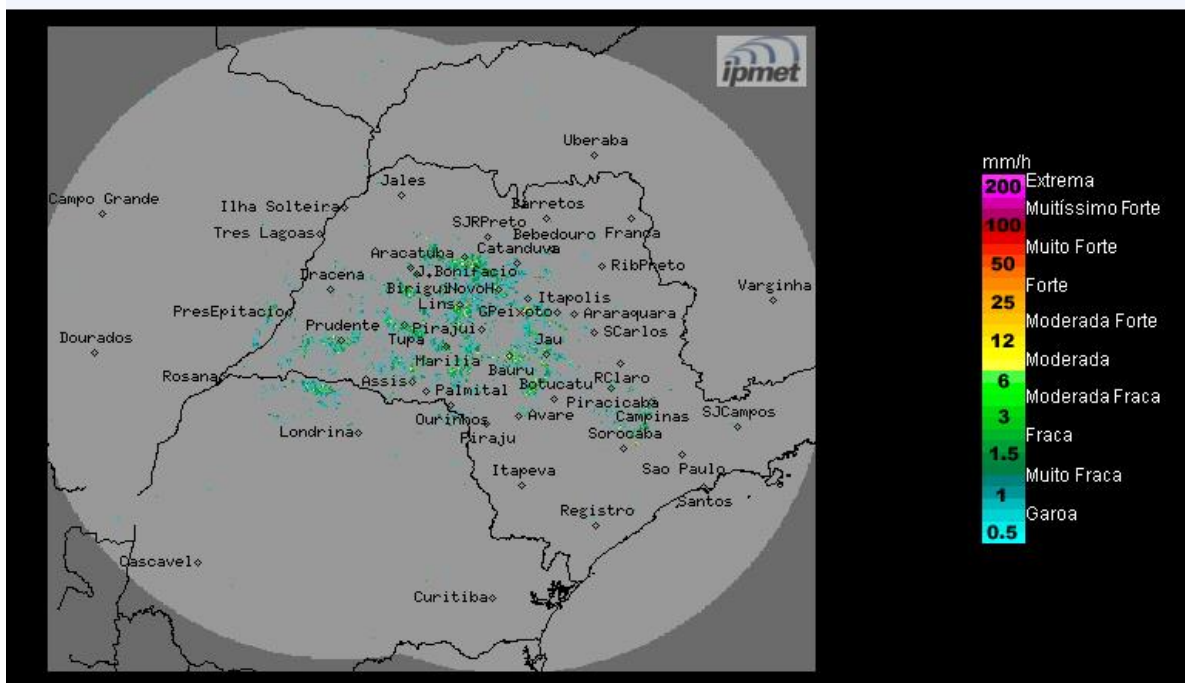 ipmet
Uberaba
Jales
Campo Grande
Ilha Solteira
Barretos
SJRPreto
Tres Lagoas
Bebedouro
Franca
Catanduva
Aracatuba
J.Bonifacio
RibPreto
Dracena
Birigui
NovoH
Itapolis
Varginha
Lins
PresEpitacio
GPeixoto
Araraquara
Prudente
Pirajui
SCarlos
Dourados
Tupa
Jau
Marilia
Bauru
Rosana
Assis
Botucatu
RClaro
Palmital
Piracicaba
SJCampos
Ourinhos
Avare
Campinas
Londrina
Piraju
Sorocaba
Itapeva
Sao Paulo
Santos
Registro
Cascavel
Curitiba
mm/h
200 Extrema
Muitíssimo Forte
100
Muito Forte
50
Forte
25
Moderada Forte
12
Moderada
6
Moderada Fraca
3
Fraca
1.5
Muito Fraca
1
Garoa
0.5